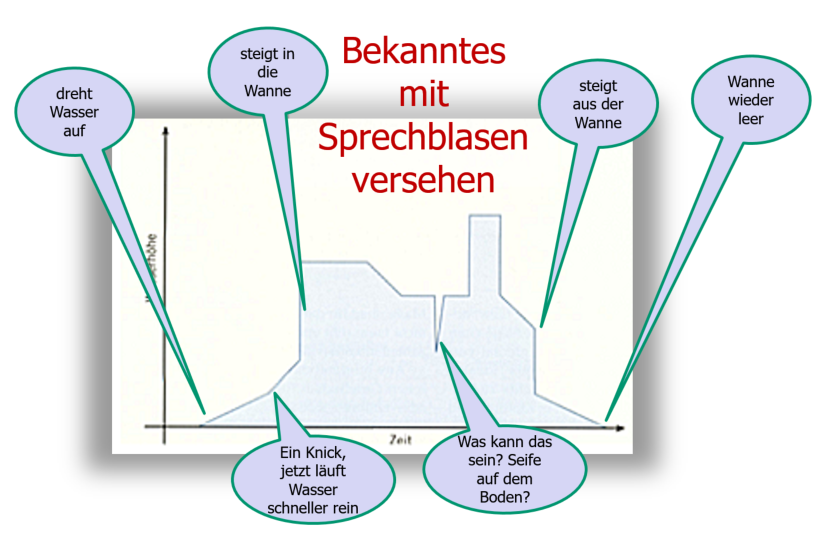 Bekanntes
mit
Sprechblasen
versehen
dreht
Wasser
auf
steigt in
die
Wanne
steigt
aus der
Wanne
Wanne
wieder
leer
Zeit
Ein Knick,
jetzt läuft
Wasser
schneller rein
Was kann das
sein? Seife
auf dem
Boden?